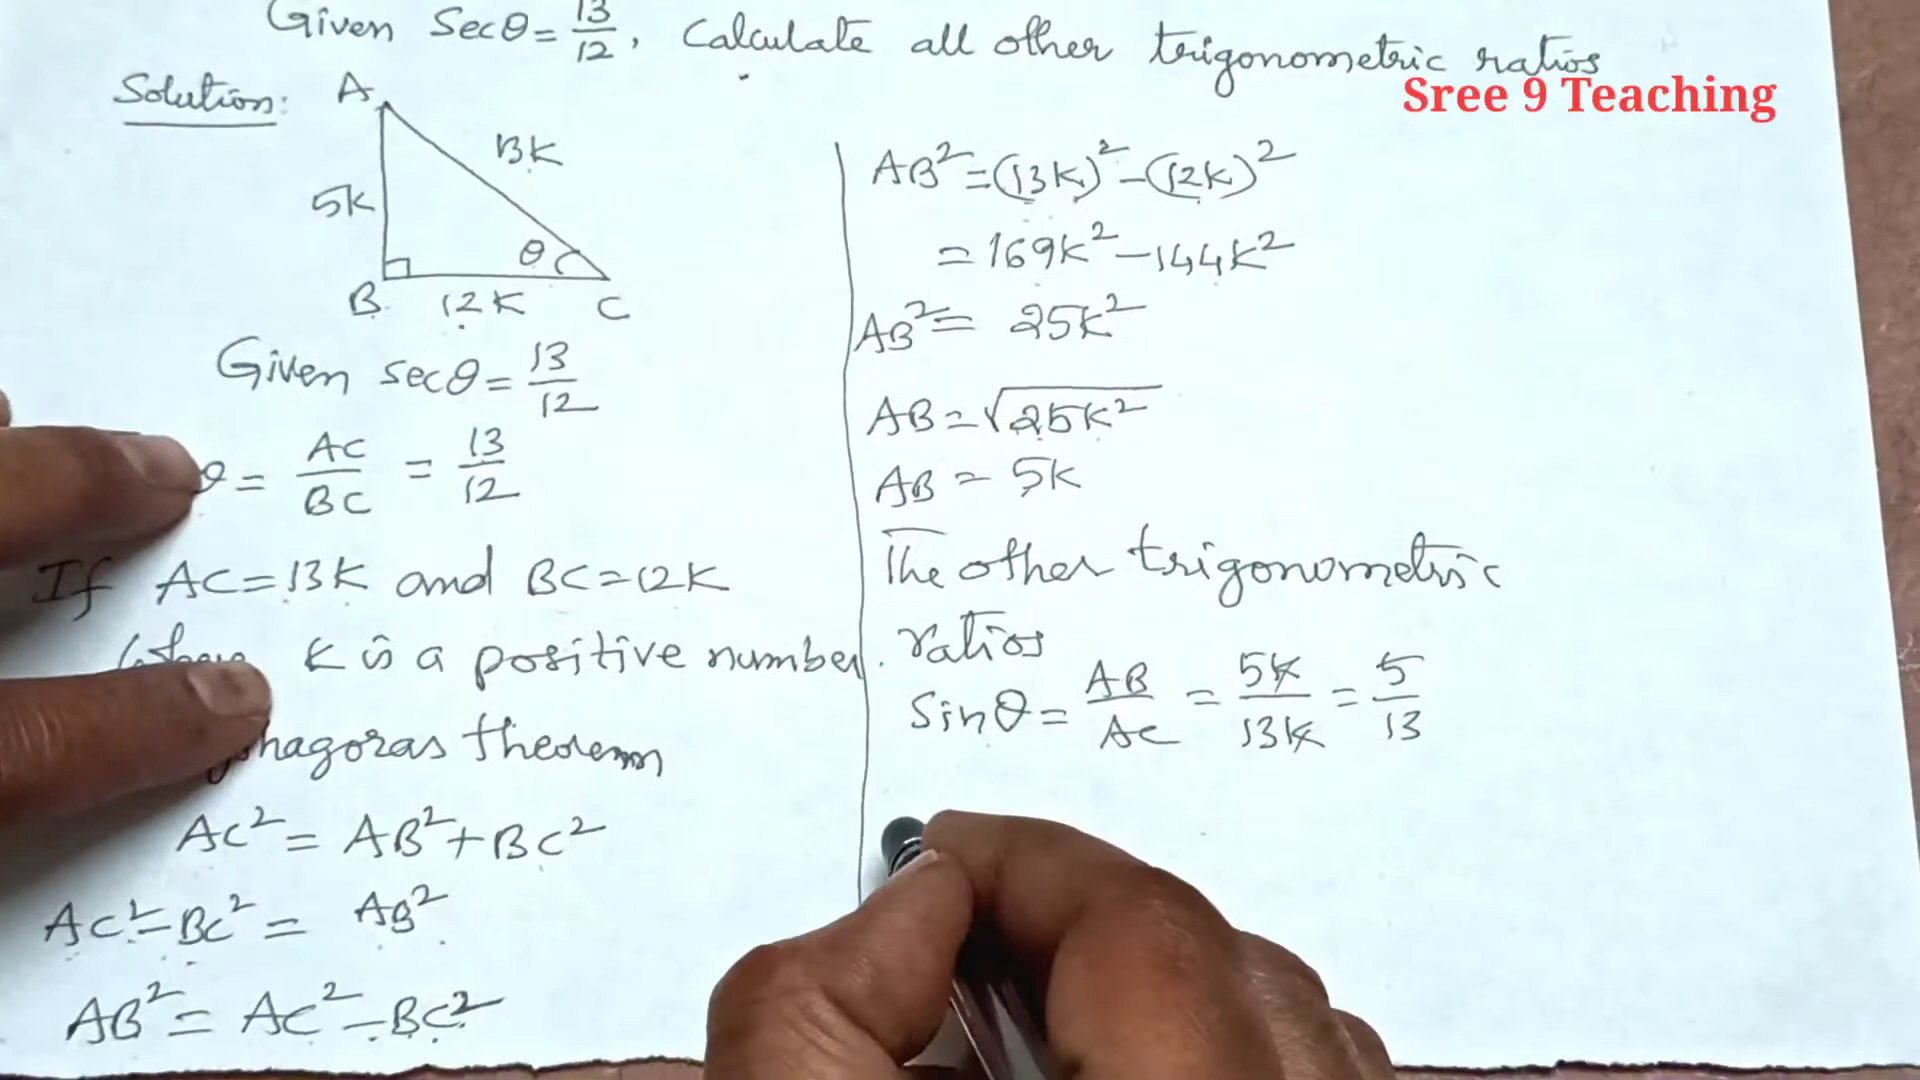 Given Secθ = 13/12, Calculate all other trigonometric ratios
Sree 9 Teaching
Solution:
A
13K
5K
θ
B 12K C
Given secθ = 13/12
θ = AC/BC = 13/12
If AC = 13K and BC = 12K
K is a positive number.
theorem
AC² = AB² + BC²
AC² - BC² = AB²
AB² = AC² - BC²
AB² = (13K)² - (12K)²
= 169K² - 144K²
AB² = 25K²
AB = √25K²
AB = 5K
The other trigonometric
ratios
Sinθ = AB/AC = 5K/13K = 5/13